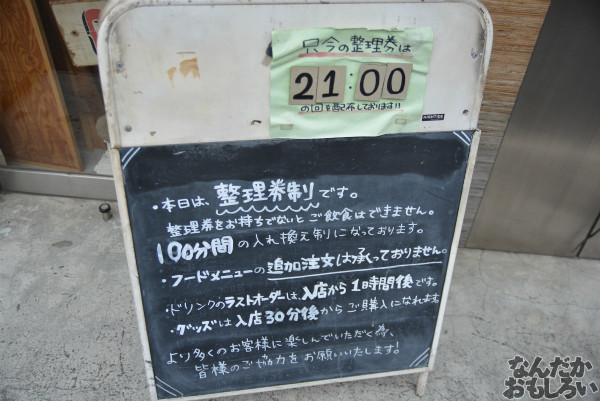 只今の整理券は
21:00
の回を配布しております!!
・本日は、整理券制です。
整理券をお持ちでないとご飲食はできません。
100分間の入れ換え制になっております。
・フードメニューの追加注文は承っておりません。
・ドリンクのラストオーダーは、入店から1時間後です。
・グッズは入店30分後からご購入になれます
より多くのお客様に楽しんでいただく為、
皆様のご協力をお願いいたします!
なんだか
おもしろい